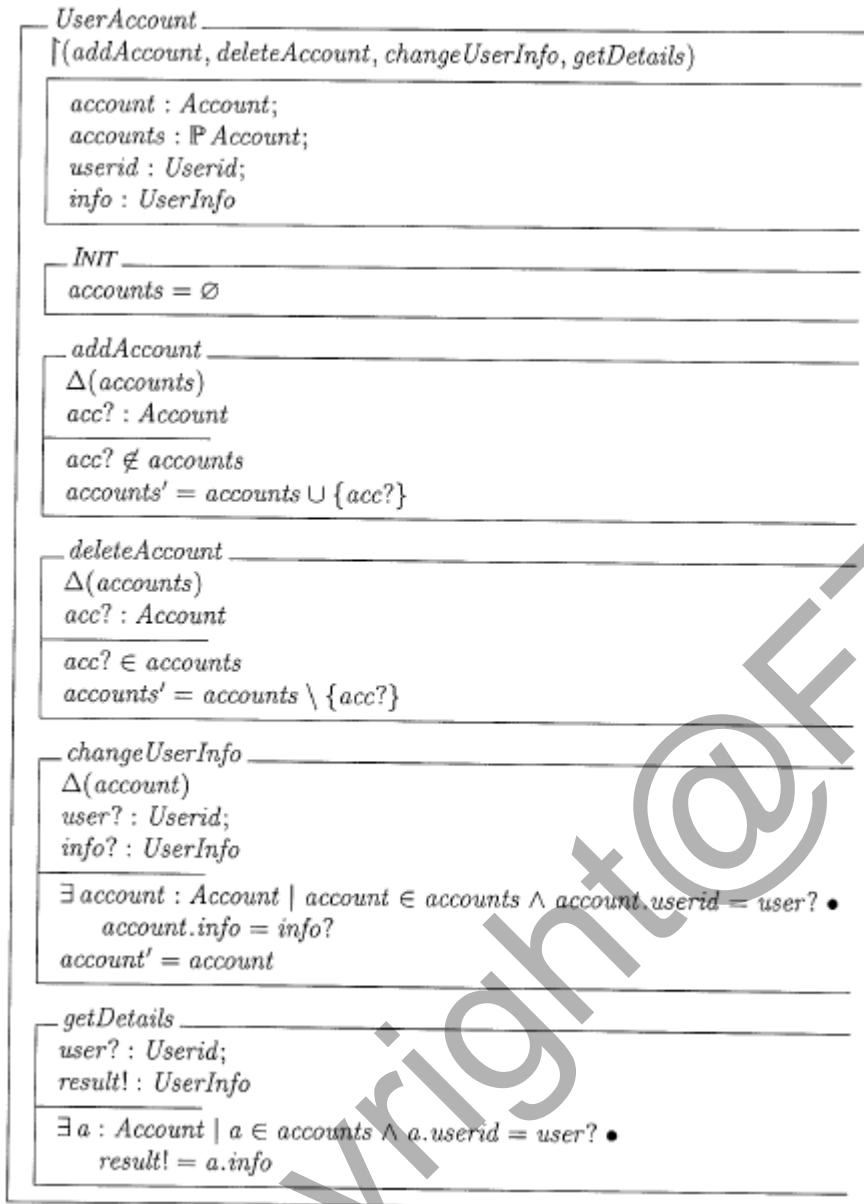 UserAccount
↾(addAccount, deleteAccount, changeUserInfo, getDetails)
account : Account;
accounts : ℙ Account;
userid : Userid;
info : UserInfo
INIT
accounts = ∅
addAccount
Δ(accounts)
acc? : Account
acc? ∉ accounts
accounts′ = accounts ∪ {acc?}
deleteAccount
Δ(accounts)
acc? : Account
acc? ∈ accounts
accounts′ = accounts \ {acc?}
changeUserInfo
Δ(account)
user? : Userid;
info? : UserInfo
∃ account : Account | account ∈ accounts ∧ account.userid = user? •
account.info = info?
account′ = account
getDetails
user? : Userid;
result! : UserInfo
∃ a : Account | a ∈ accounts ∧ a.userid = user? •
result! = a.info
vright@FT